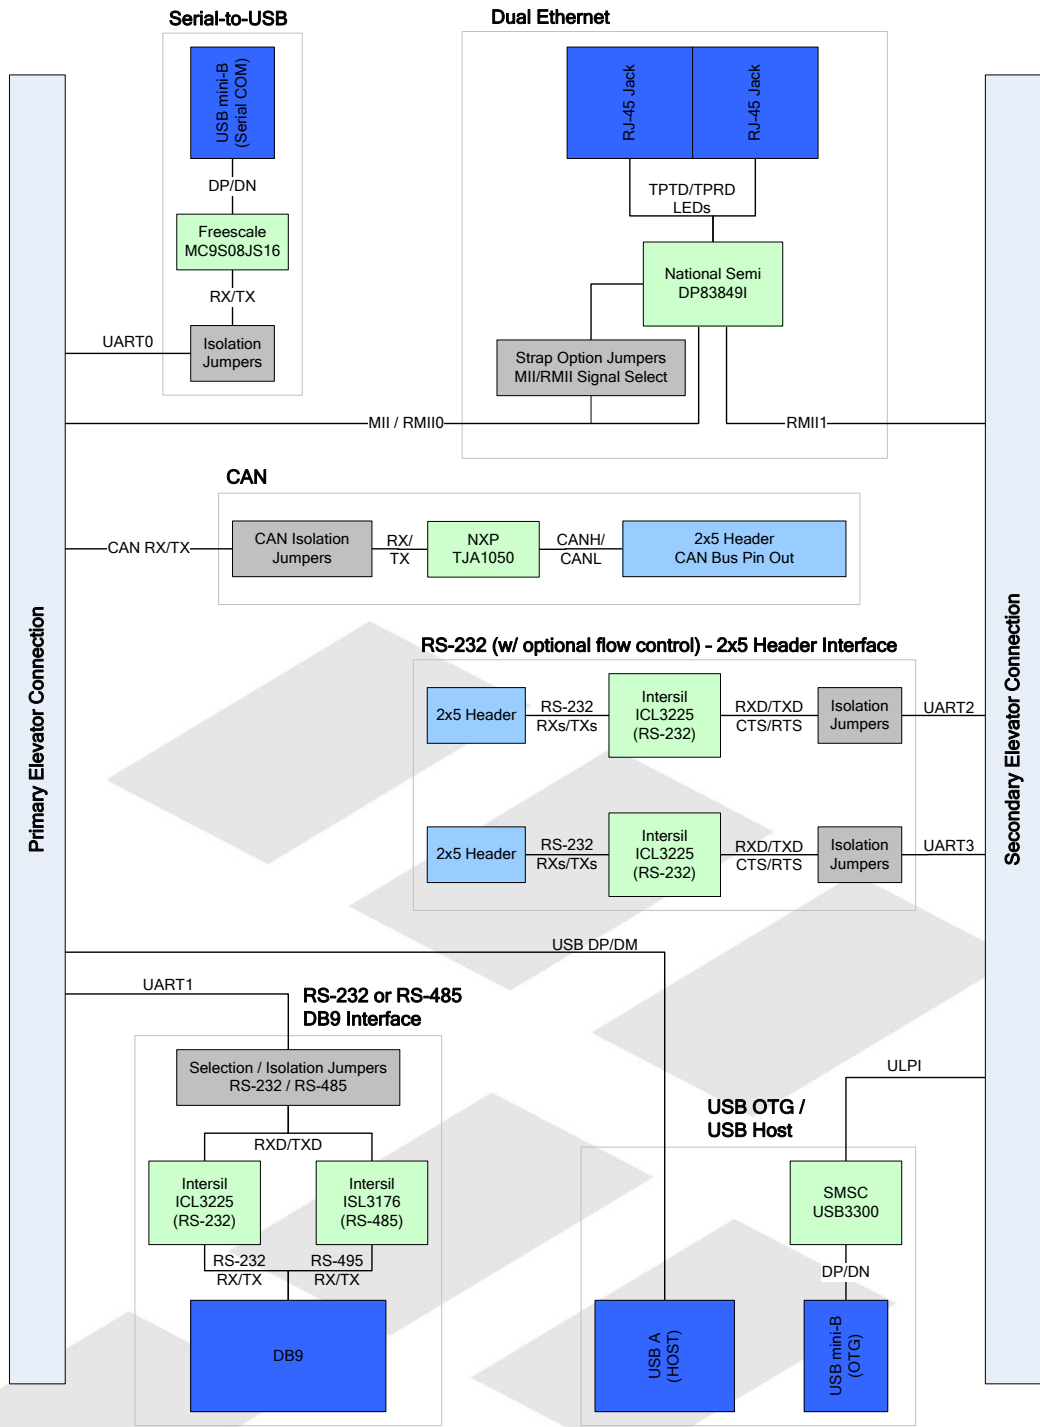 Serial-to-USB
USB mini-B
(Serial COM)
DP/DN
Freescale
MC9S08JS16
RX/TX
Isolation
Jumpers
UART0
Dual Ethernet
RJ-45 Jack
RJ-45 Jack
TPTD/TPRD
LEDs
National Semi
DP83849I
Strap Option Jumpers
MII/RMII Signal Select
MII / RMII0
RMII1
CAN
CAN RX/TX
CAN Isolation
Jumpers
RX/
TX
NXP
TJA1050
CANH/
CANL
2x5 Header
CAN Bus Pin Out
Primary Elevator Connection
Secondary Elevator Connection
RS-232 (w/ optional flow control) - 2x5 Header Interface
2x5 Header
RS-232
RXs/TXs
Intersil
ICL3225
(RS-232)
RXD/TXD
CTS/RTS
Isolation
Jumpers
UART2
2x5 Header
RS-232
RXs/TXs
Intersil
ICL3225
(RS-232)
RXD/TXD
CTS/RTS
Isolation
Jumpers
UART3
USB DP/DM
UART1
RS-232 or RS-485
DB9 Interface
Selection / Isolation Jumpers
RS-232 / RS-485
RXD/TXD
Intersil
ICL3225
(RS-232)
Intersil
ISL3176
(RS-485)
RS-232
RX/TX
RS-495
RX/TX
DB9
ULPI
USB OTG /
USB Host
SMSC
USB3300
DP/DN
USB A
(HOST)
USB mini-B
(OTG)